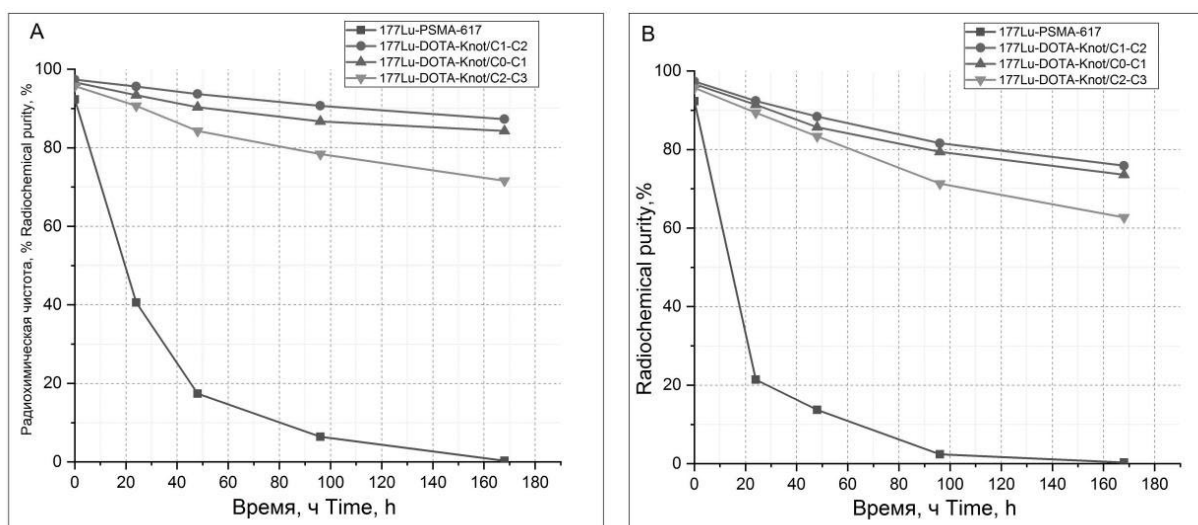 A
177Lu-PSMA-617
177Lu-DOTA-Knot/C1-C2
177Lu-DOTA-Knot/C0-C1
177Lu-DOTA-Knot/C2-C3
Радиохимическая чистота, % Radiochemical purity, %
100
80
60
40
20
0
0 20 40 60 80 100 120 140 160 180
Время, ч Time, h
B
177Lu-PSMA-617
177Lu-DOTA-Knot/C1-C2
177Lu-DOTA-Knot/C0-C1
177Lu-DOTA-Knot/C2-C3
Radiochemical purity,%
100
80
60
40
20
0
0 20 40 60 80 100 120 140 160 180
Время, ч Time, h